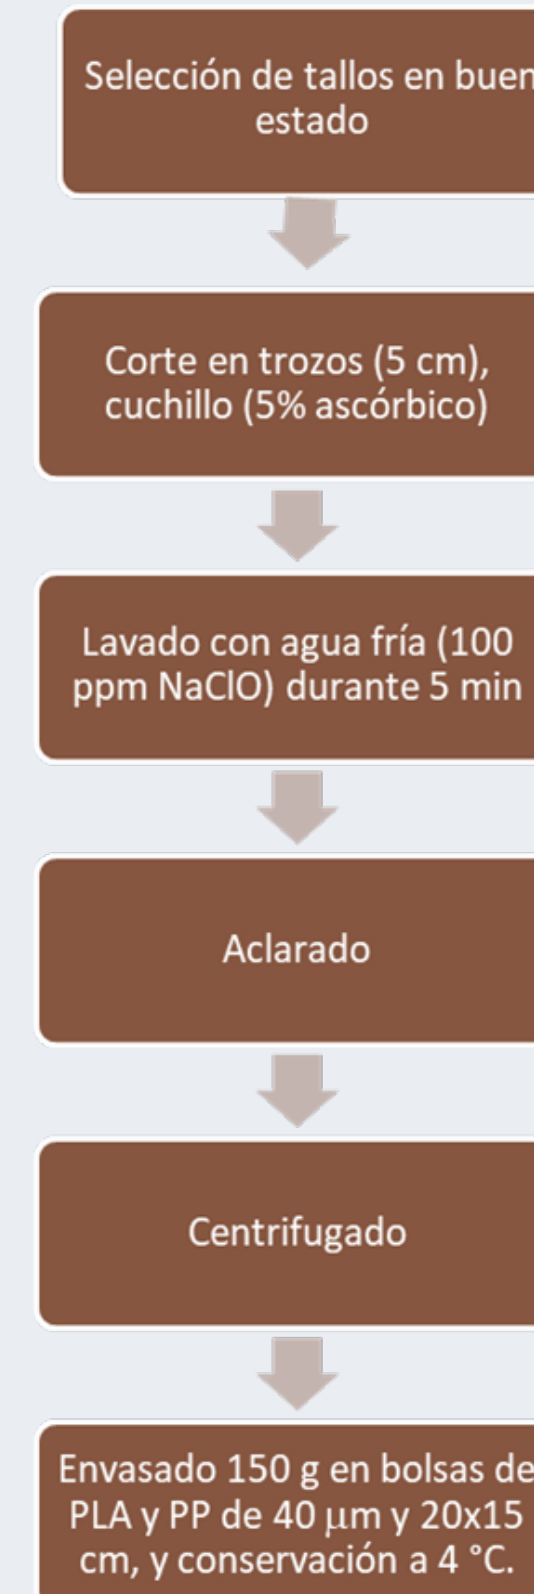 Selección de tallos en buen
estado
Corte en trozos (5 cm),
cuchillo (5% ascórbico)
Lavado con agua fría (100
ppm NaClO) durante 5 min
Aclarado
Centrifugado
Envasado 150 g en bolsas de
PLA y PP de 40 μm y 20x15
cm, y conservación a 4 °C.